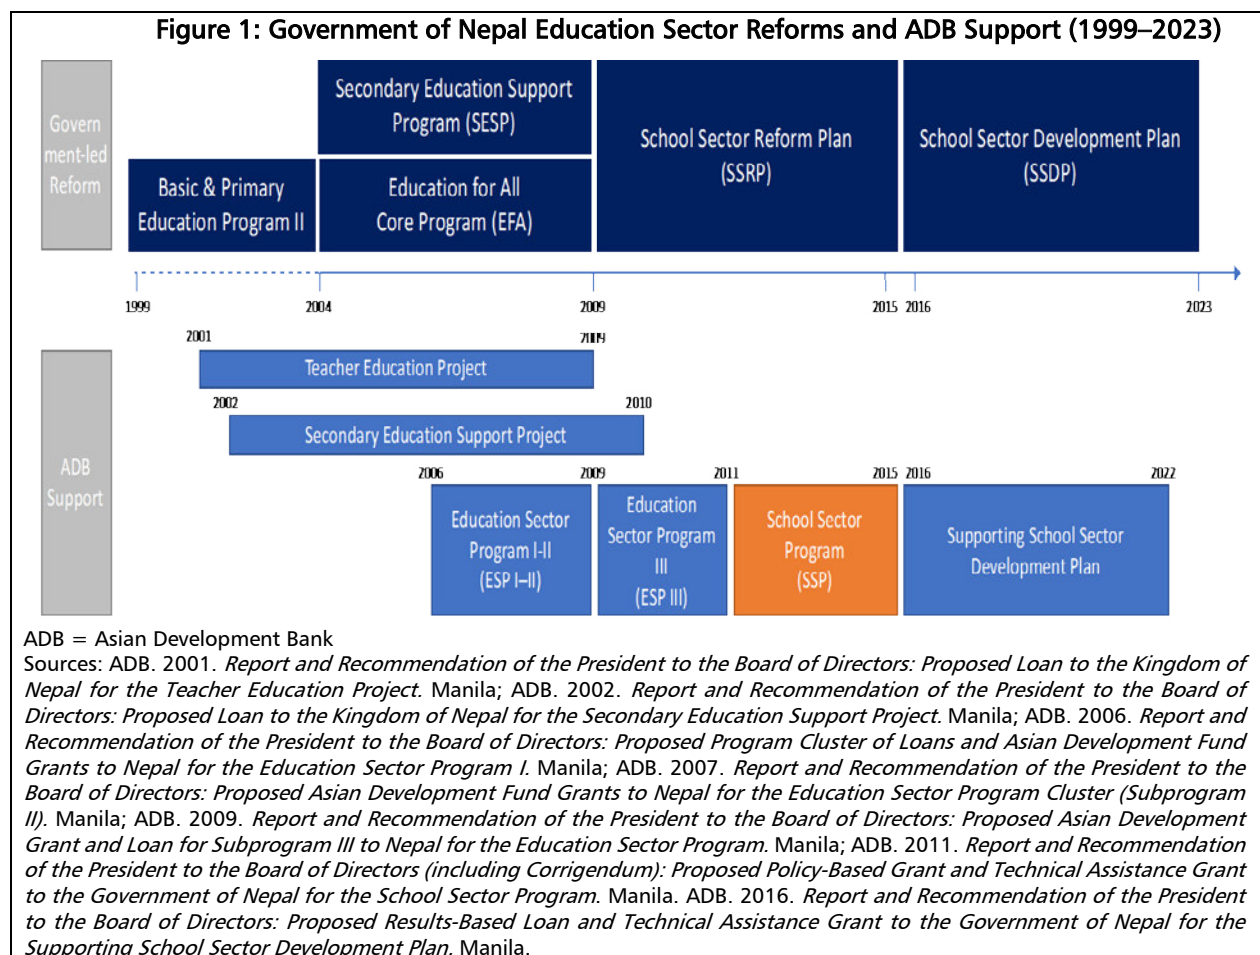 Figure 1: Government of Nepal Education Sector Reforms and ADB Support (1999–2023)
Govern
ment-led
Reform
Secondary Education Support
Program (SESP)
Basic & Primary
Education Program II
Education for All
Core Program (EFA)
School Sector Reform Plan
(SSRP)
School Sector Development Plan
(SSDP)
1999
2004
2009
2015
2016
2023
ADB
Support
2001
2009
Teacher Education Project
2002
2010
Secondary Education Support Project
2006
2009
2011
2015
2016
2022
Education Sector
Program I-II
(ESP I–II)
Education
Sector Program
III
(ESP III)
School Sector
Program
(SSP)
Supporting School Sector
Development Plan
ADB = Asian Development Bank
Sources: ADB. 2001. Report and Recommendation of the President to the Board of Directors: Proposed Loan to the Kingdom of
Nepal for the Teacher Education Project. Manila; ADB. 2002. Report and Recommendation of the President to the Board of
Directors: Proposed Loan to the Kingdom of Nepal for the Secondary Education Support Project. Manila; ADB. 2006. Report and
Recommendation of the President to the Board of Directors: Proposed Program Cluster of Loans and Asian Development Fund
Grants to Nepal for the Education Sector Program I. Manila; ADB. 2007. Report and Recommendation of the President to the
Board of Directors: Proposed Asian Development Fund Grants to Nepal for the Education Sector Program Cluster (Subprogram
II). Manila; ADB. 2009. Report and Recommendation of the President to the Board of Directors: Proposed Asian Development
Grant and Loan for Subprogram III to Nepal for the Education Sector Program. Manila; ADB. 2011. Report and Recommendation
of the President to the Board of Directors (including Corrigendum): Proposed Policy-Based Grant and Technical Assistance Grant
to the Government of Nepal for the School Sector Program. Manila. ADB. 2016. Report and Recommendation of the President
to the Board of Directors: Proposed Results-Based Loan and Technical Assistance Grant to the Government of Nepal for the
Supporting School Sector Development Plan. Manila.